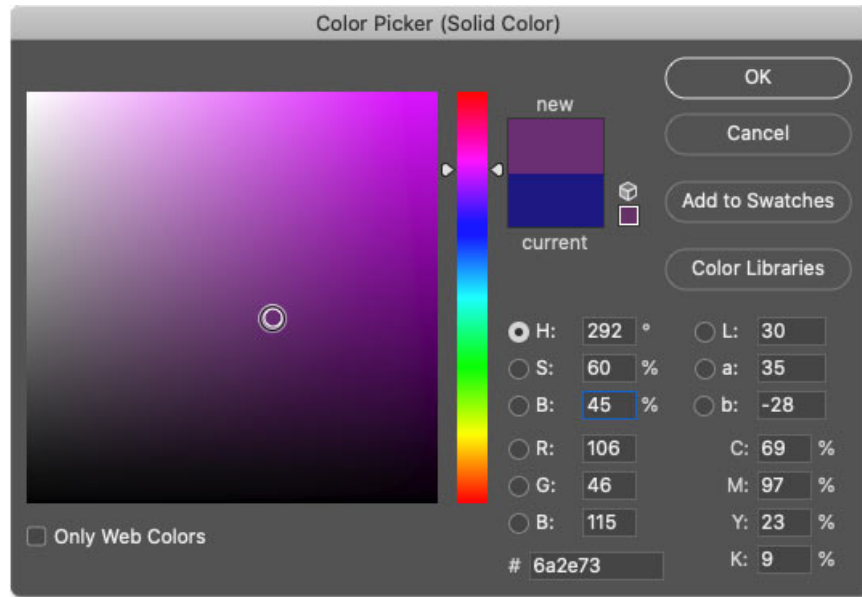 Color Picker (Solid Color)
new
current
OK
Cancel
Add to Swatches
Color Libraries
H: 292 °
S: 60 %
B: 45 %
R: 106
G: 46
B: 115
# 6a2e73
L: 30
a: 35
b: -28
C: 69 %
M: 97 %
Y: 23 %
K: 9 %
Only Web Colors